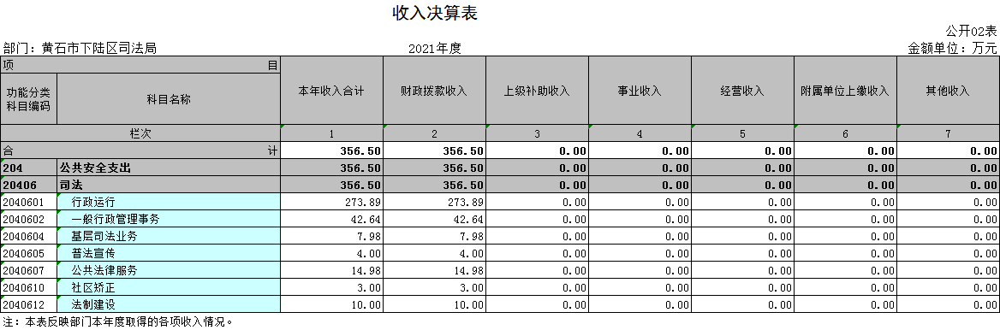 收入决算表
公开02表
部门：黄石市下陆区司法局 2021年度 金额单位：万元
项 目 本年收入合计 财政拨款收入 上级补助收入 事业收入 经营收入 附属单位上缴收入 其他收入
功能分类科目编码 科目名称
栏次 1 2 3 4 5 6 7
合 计 356.50 356.50 0.00 0.00 0.00 0.00 0.00
204 公共安全支出 356.50 356.50 0.00 0.00 0.00 0.00 0.00
20406 司法 356.50 356.50 0.00 0.00 0.00 0.00 0.00
2040601 行政运行 273.89 273.89 0.00 0.00 0.00 0.00 0.00
2040602 一般行政管理事务 42.64 42.64 0.00 0.00 0.00 0.00 0.00
2040604 基层司法业务 7.98 7.98 0.00 0.00 0.00 0.00 0.00
2040605 普法宣传 4.00 4.00 0.00 0.00 0.00 0.00 0.00
2040607 公共法律服务 14.98 14.98 0.00 0.00 0.00 0.00 0.00
2040610 社区矫正 3.00 3.00 0.00 0.00 0.00 0.00 0.00
2040612 法制建设 10.00 10.00 0.00 0.00 0.00 0.00 0.00
注：本表反映部门本年度取得的各项收入情况。